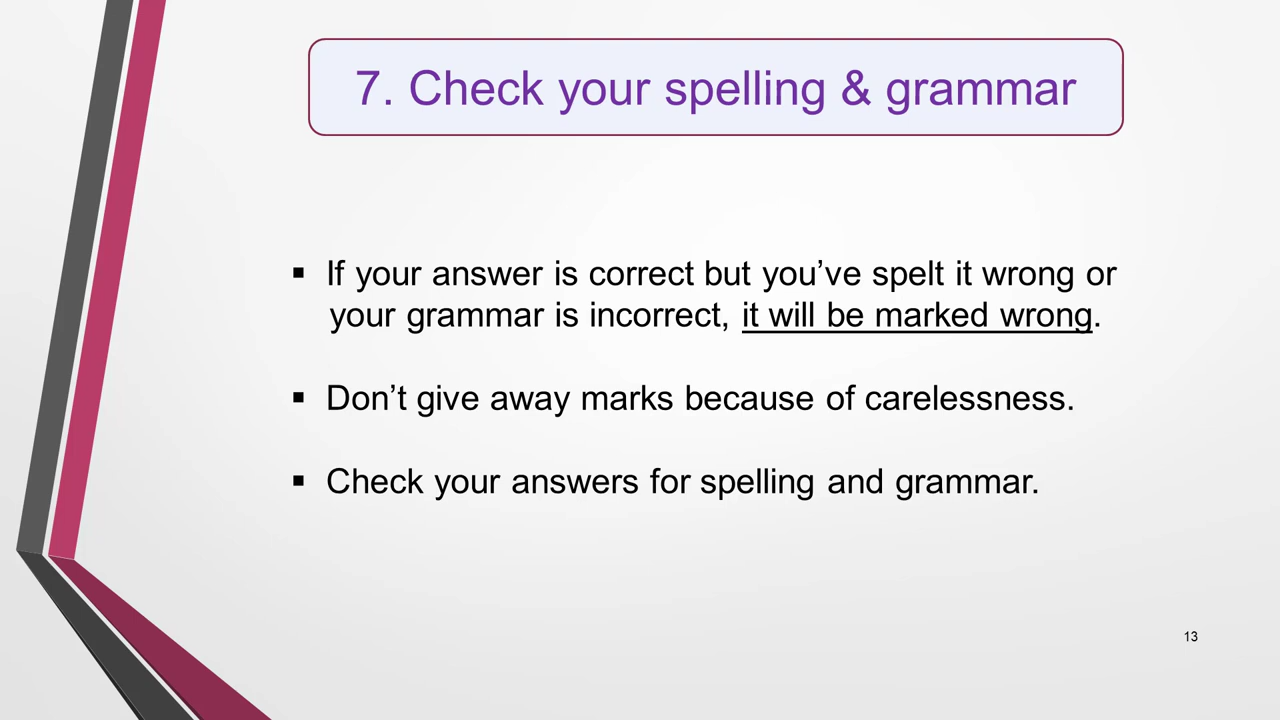 7. Check your spelling & grammar
▪ If your answer is correct but you’ve spelt it wrong or
your grammar is incorrect, it will be marked wrong.
▪ Don’t give away marks because of carelessness.
▪ Check your answers for spelling and grammar.
13